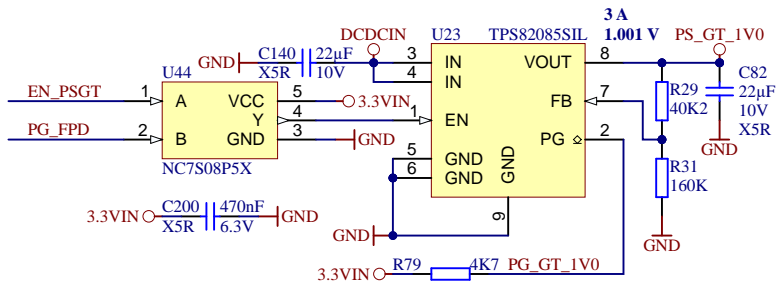 3 A
1.001 V
DCDCIN
U23
TPS82085SIL
PS_GT_1V0
GND
C140
22µF
X5R
10V
3
IN
4
IN
VOUT
8
U44
EN_PSGT
1
A
VCC
5
3.3VIN
Y
4
1
EN
FB
7
R29
40K2
C82
22µF
10V
X5R
GND
PG_FPD
2
B
GND
3
GND
PG
2
NC7S08P5X
5
GND
6
GND
GND
9
R31
160K
GND
3.3VIN
C200
470nF
X5R
6.3V
GND
GND
3.3VIN
R79
4K7
PG_GT_1V0